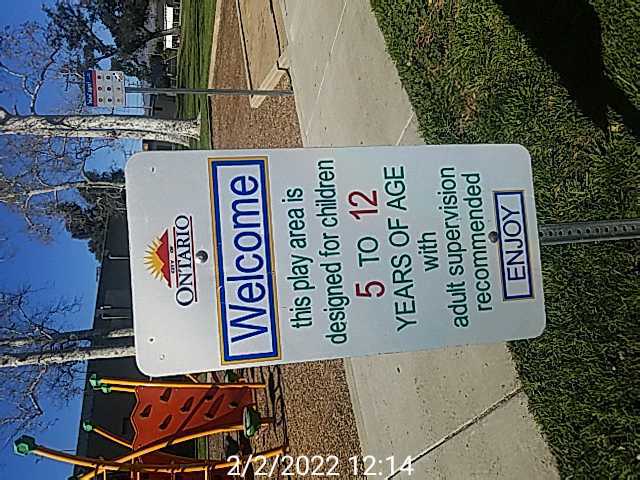 CITY OF
ONTARIO
Welcome
this play area is
designed for children
5 TO 12
YEARS OF AGE
with
adult supervision
recommended
ENJOY
2/2/2022 12:14